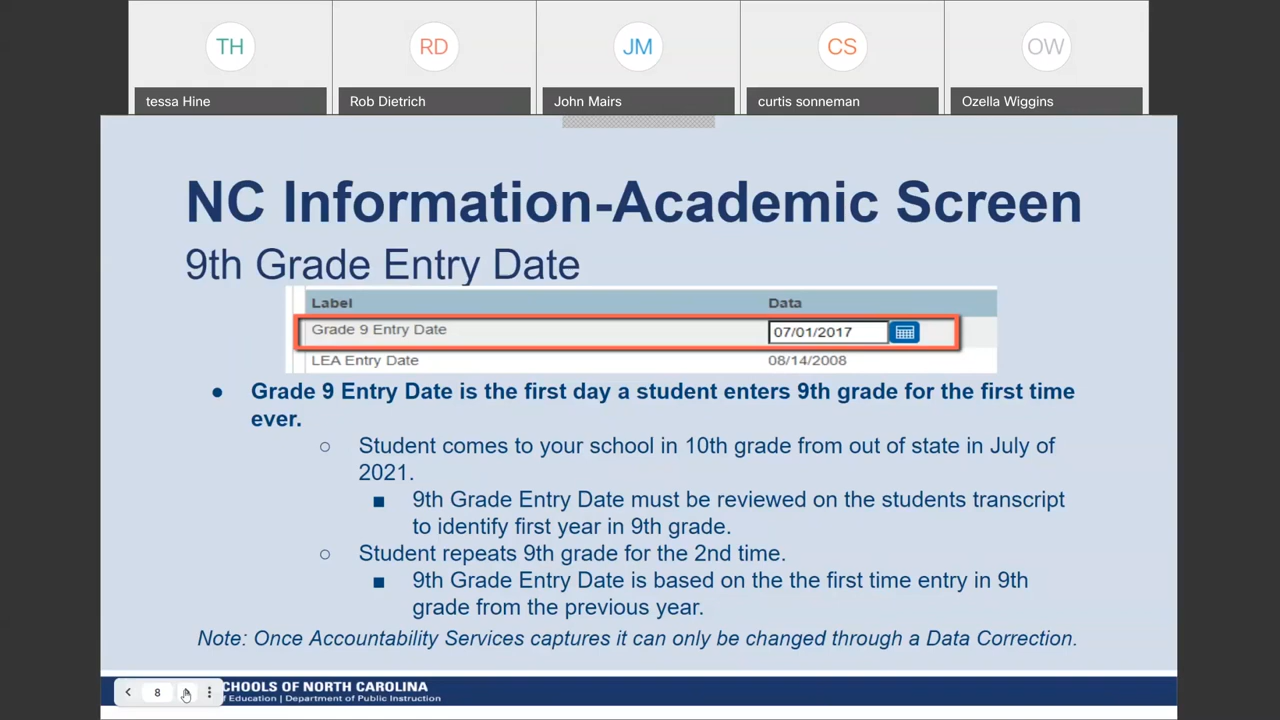 TH RD JM CS OW
tessa Hine Rob Dietrich John Mairs curtis sonneman Ozella Wiggins
NC Information-Academic Screen
9th Grade Entry Date
Label Data
Grade 9 Entry Date 07/01/2017
LEA Entry Date 08/14/2008
● Grade 9 Entry Date is the first day a student enters 9th grade for the first time
ever.
○ Student comes to your school in 10th grade from out of state in July of
2021.
■ 9th Grade Entry Date must be reviewed on the students transcript
to identify first year in 9th grade.
○ Student repeats 9th grade for the 2nd time.
■ 9th Grade Entry Date is based on the the first time entry in 9th
grade from the previous year.
Note: Once Accountability Services captures it can only be changed through a Data Correction.
8
CHOOLS OF NORTH CAROLINA
of Education | Department of Public Instruction